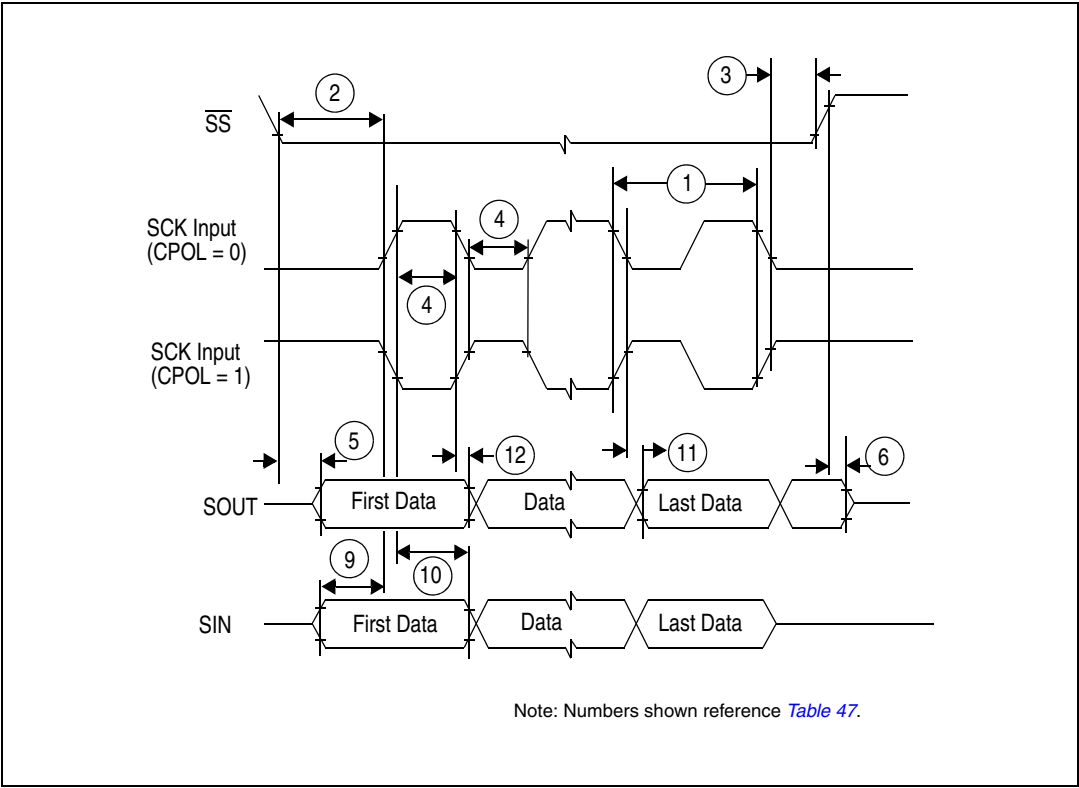 3
2
SS
1
4
SCK Input
(CPOL = 0)
4
SCK Input
(CPOL = 1)
5
12
11
6
SOUT
First Data
Data
Last Data
9
10
SIN
First Data
Data
Last Data
Note: Numbers shown reference Table 47.